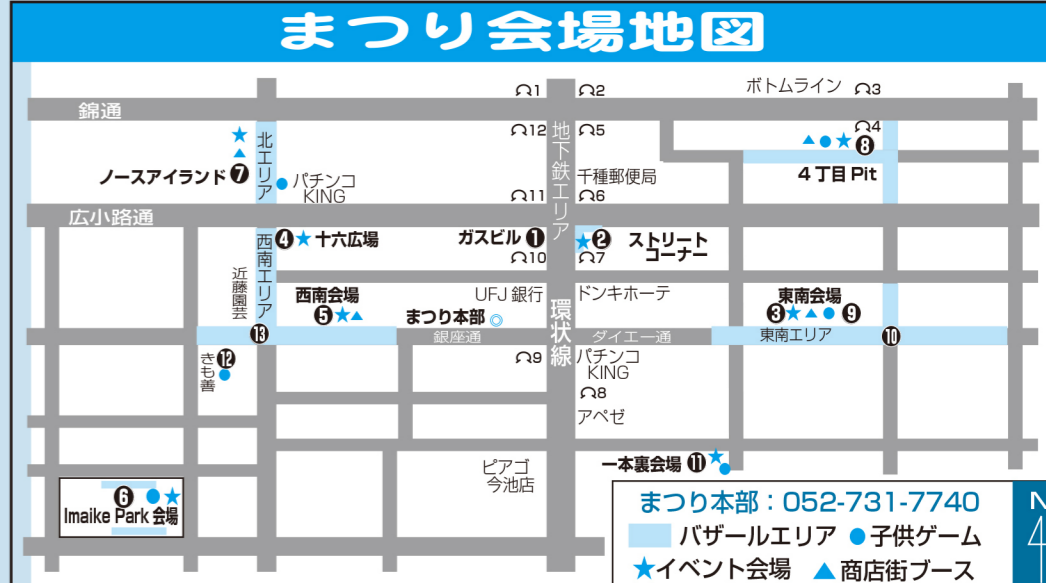 まつり会場地図
ボトムライン
1
2
3
錦通
12
5
4
8
北エリア
地下鉄エリア
ノースアイランド 7
パチンコ
KING
千種郵便局
4丁目 Pit
11
6
広小路通
4 十六広場
ガスビル 1
2 ストリート
コーナー
10
7
西南エリア
近藤園芸
西南会場
5
UFJ 銀行
ドンキホーテ
東南会場
3
9
まつり本部
環状線
13
銀座通
ダイエー通
東南エリア
10
きも善
12
9
パチンコ
KING
8
アペゼ
ピアゴ
今池店
一本裏会場 11
6
Imaike Park 会場
まつり本部：052-731-7740
バザールエリア ●子供ゲーム
★イベント会場 ▲商店街ブース
N